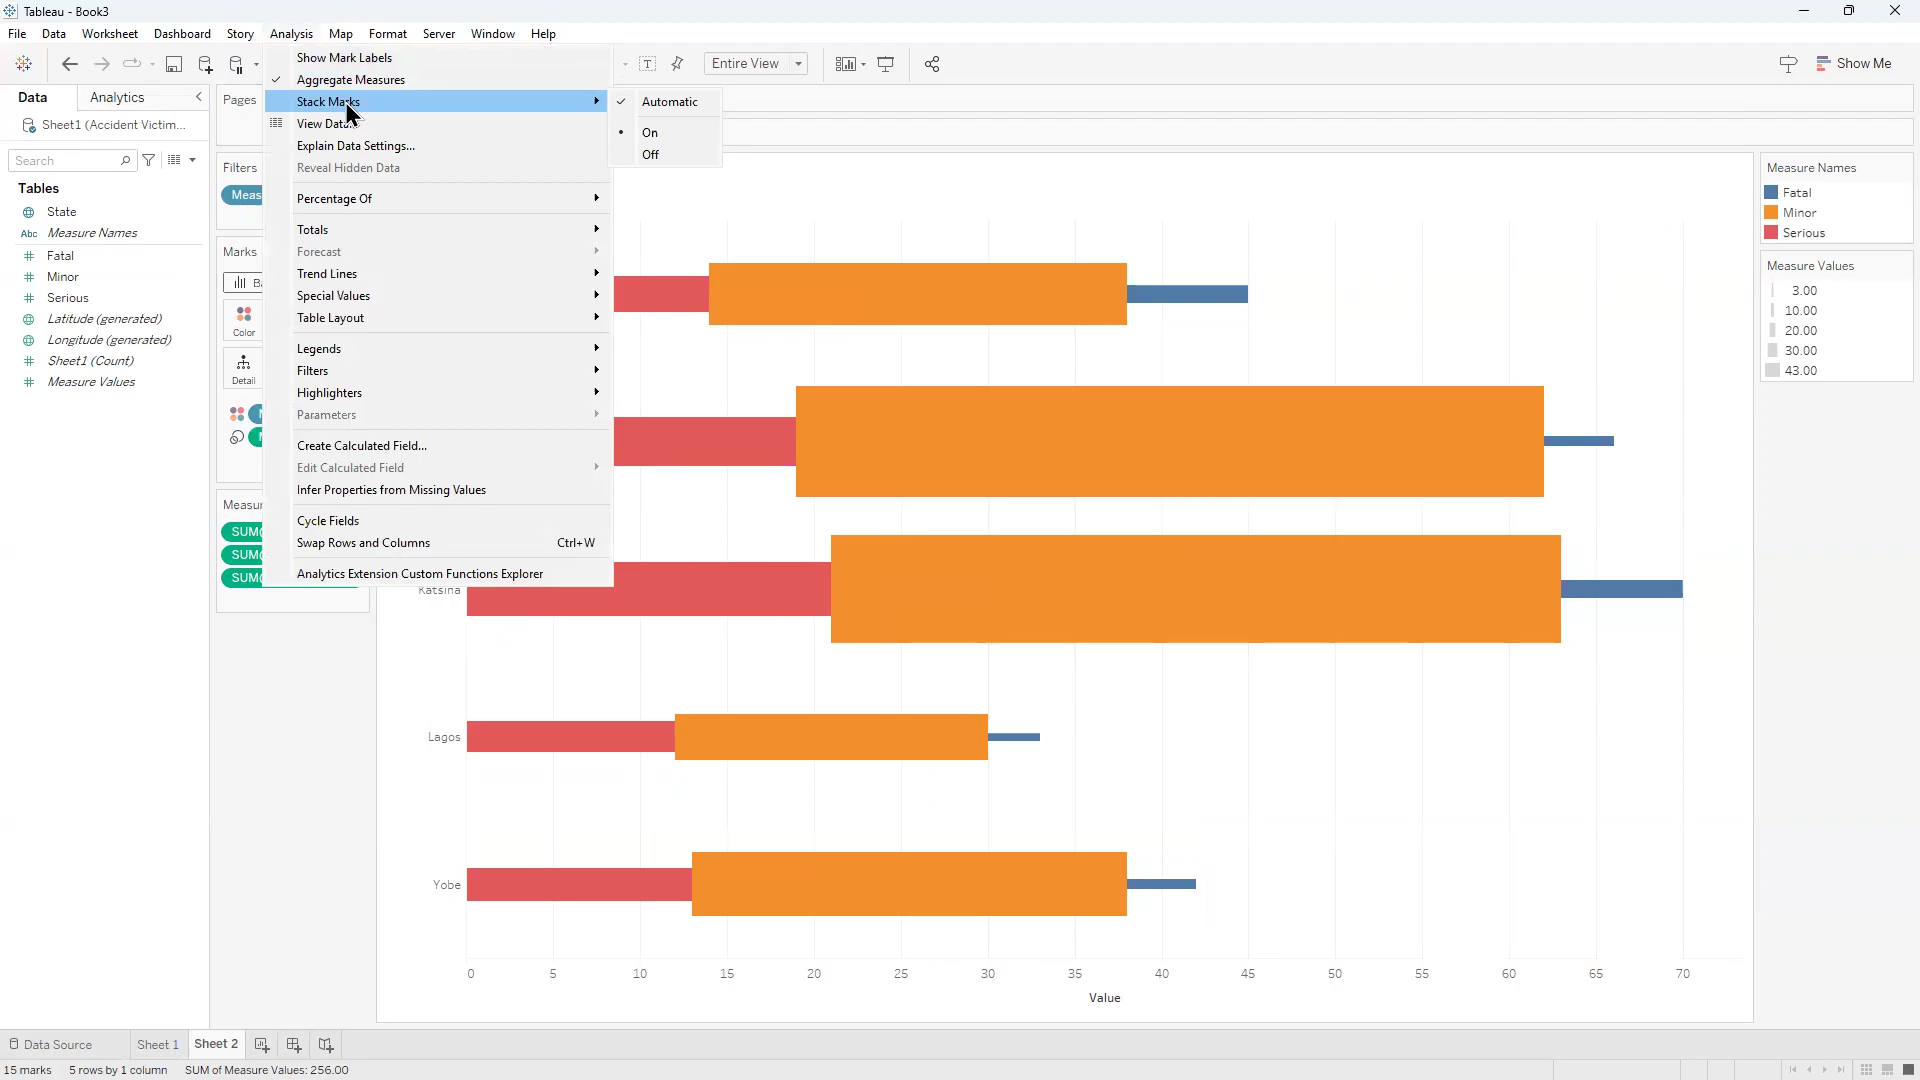 Tableau - Book3
File Data Worksheet Dashboard Story Analysis Map Format Server Window Help
Entire View
Show Me
Data
Analytics
Sheet1 (Accident Victim...
Search
Tables
State
Abc Measure Names
Fatal
Minor
Serious
Latitude (generated)
Longitude (generated)
Sheet1 (Count)
Measure Values
Pages
Filters
Marks
Color
Detail
Show Mark Labels
Aggregate Measures
Stack Marks
View Data
Explain Data Settings...
Reveal Hidden Data
Percentage Of
Totals
Forecast
Trend Lines
Special Values
Table Layout
Legends
Filters
Highlighters
Parameters
Create Calculated Field...
Edit Calculated Field
Infer Properties from Missing Values
Cycle Fields
Swap Rows and Columns Ctrl+W
Analytics Extension Custom Functions Explorer
Automatic
On
Off
Katsina
Lagos
Yobe
0 5 10 15 20 25 30 35 40 45 50 55 60 65 70
Value
Measure Names
Fatal
Minor
Serious
Measure Values
3.00
10.00
20.00
30.00
43.00
Data Source Sheet 1 Sheet 2
15 marks 5 rows by 1 column SUM of Measure Values: 256.00